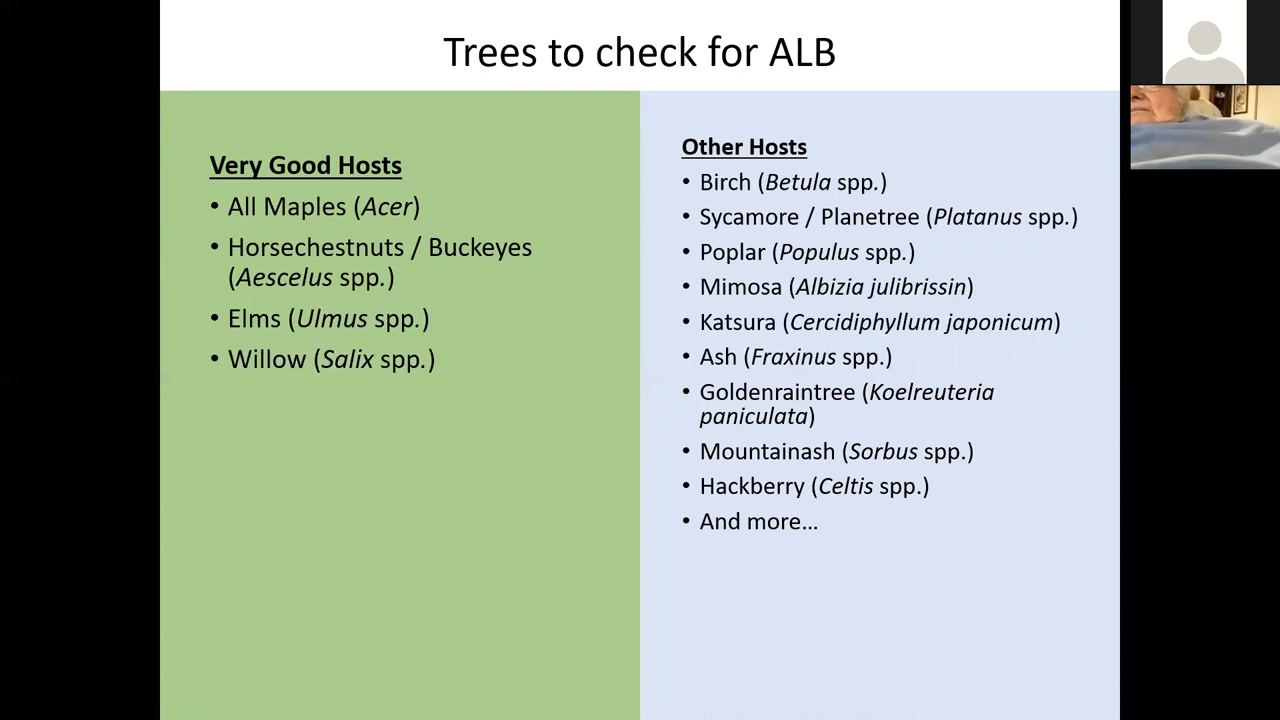 Trees to check for ALB
Very Good Hosts
• All Maples (Acer)
• Horsechestnuts / Buckeyes
(Aescelus spp.)
• Elms (Ulmus spp.)
• Willow (Salix spp.)
Other Hosts
• Birch (Betula spp.)
• Sycamore / Planetree (Platanus spp.)
• Poplar (Populus spp.)
• Mimosa (Albizia julibrissin)
• Katsura (Cercidiphyllum japonicum)
• Ash (Fraxinus spp.)
• Goldenraintree (Koelreuteria
paniculata)
• Mountainash (Sorbus spp.)
• Hackberry (Celtis spp.)
• And more…